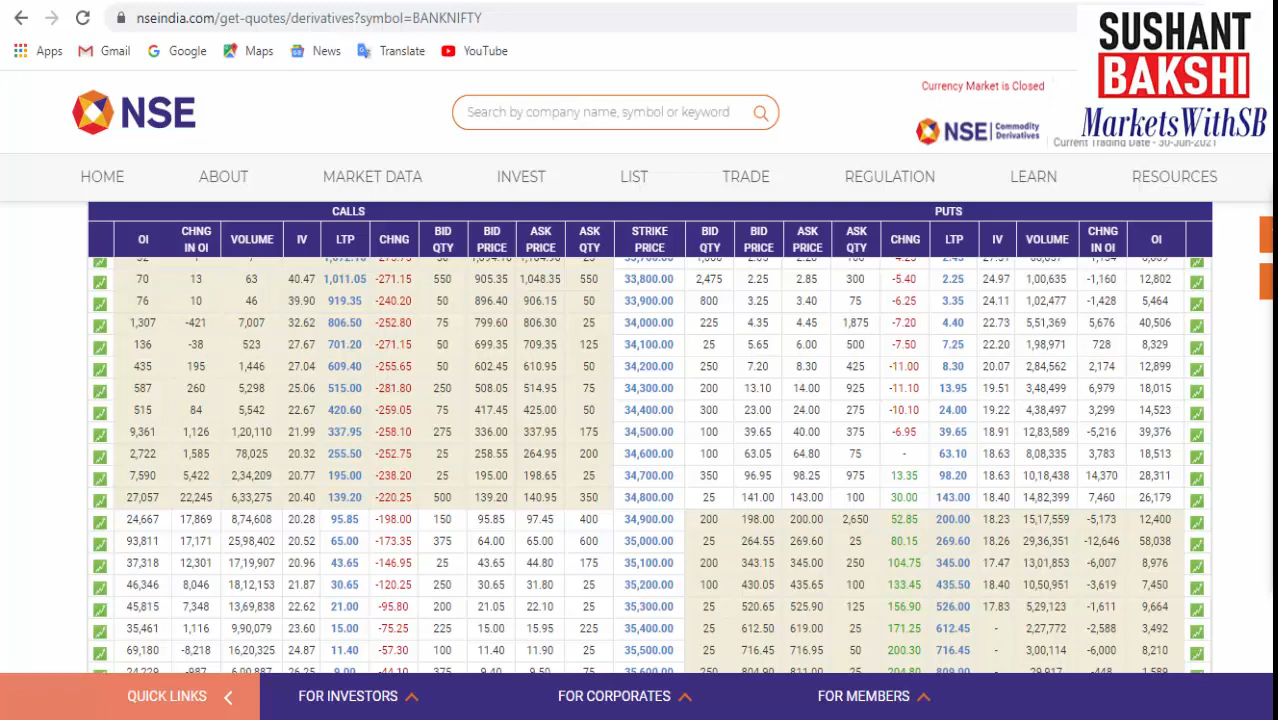 nseindia.com/get-quotes/derivatives?symbol=BANKNIFTY
Apps Gmail Google Maps News Translate YouTube
SUSHANT
BAKSHI
MarketsWithSB
NSE
Search by company name, symbol or keyword
Currency Market is Closed
NSE Commodity Derivatives
Current Trading Date - 30-Jun-2021
HOME ABOUT MARKET DATA INVEST LIST TRADE REGULATION LEARN RESOURCES
CALLS PUTS
OI CHNG IN OI VOLUME IV LTP CHNG BID QTY BID PRICE ASK PRICE ASK QTY STRIKE PRICE BID QTY BID PRICE ASK PRICE ASK QTY CHNG LTP IV VOLUME CHNG IN OI OI
70 13 63 40.47 1,011.05 -271.15 550 905.35 1,048.35 550 33,800.00 2,475 2.25 2.85 300 -5.40 2.25 24.97 1,00,635 -1,160 12,802
76 10 46 39.90 919.35 -240.20 50 896.40 906.15 50 33,900.00 800 3.25 3.40 75 -6.25 3.35 24.11 1,02,477 -1,428 5,464
1,307 -421 7,007 32.62 806.50 -252.80 75 799.60 806.30 25 34,000.00 225 4.35 4.45 1,875 -7.20 4.40 22.73 5,51,369 5,676 40,506
136 -38 523 27.67 701.20 -271.15 50 699.35 709.35 125 34,100.00 25 5.65 6.00 500 -7.50 7.25 22.20 1,98,971 728 8,329
435 195 1,446 27.04 609.40 -255.65 50 602.45 610.95 50 34,200.00 250 7.20 8.30 425 -11.00 8.30 20.07 2,84,562 2,174 12,899
587 260 5,298 26.06 515.00 -281.80 250 508.05 514.95 75 34,300.00 200 13.10 14.00 925 -11.10 13.95 19.51 3,48,499 6,979 18,015
515 84 5,542 22.67 420.60 -259.05 75 417.45 425.00 50 34,400.00 300 23.00 24.00 275 -10.10 24.00 19.22 4,38,497 3,299 14,523
9,361 1,126 1,20,110 21.99 337.95 -258.10 275 336.00 337.95 175 34,500.00 100 39.65 40.00 375 -6.95 39.65 18.91 12,83,589 -5,216 39,376
2,722 1,585 78,025 20.32 255.50 -252.75 25 258.55 264.95 200 34,600.00 100 63.05 64.80 75 - 63.10 18.63 8,08,335 3,783 18,513
7,590 5,422 2,34,209 20.77 195.00 -238.20 25 195.00 198.65 25 34,700.00 350 96.95 98.25 975 13.35 98.20 18.63 10,18,438 14,370 28,311
27,057 22,245 6,33,275 20.40 139.20 -220.25 500 139.20 140.95 350 34,800.00 25 141.00 143.00 100 30.00 143.00 18.40 14,82,399 7,460 26,179
24,667 17,869 8,74,608 20.28 95.85 -198.00 150 95.85 97.45 400 34,900.00 200 198.00 200.00 2,650 52.85 200.00 18.23 15,17,559 -5,173 12,400
93,811 17,171 25,98,402 20.52 65.00 -173.35 375 64.00 65.00 600 35,000.00 25 264.55 269.60 25 80.15 269.60 18.26 29,36,351 -12,646 58,038
37,318 12,301 17,19,907 20.96 43.65 -146.95 25 43.65 44.80 175 35,100.00 200 343.15 345.00 250 104.75 345.00 17.47 13,01,853 -6,007 8,976
46,346 8,046 18,12,153 21.87 30.65 -120.25 250 30.65 31.80 25 35,200.00 100 430.05 435.65 100 133.45 435.50 18.40 10,50,951 -3,619 7,450
45,815 7,348 13,69,838 22.62 21.00 -95.80 200 21.05 22.10 25 35,300.00 25 520.65 525.90 125 156.90 526.00 17.83 5,29,123 -1,611 9,664
35,461 1,116 9,90,079 23.60 15.00 -75.25 225 15.00 15.95 225 35,400.00 25 612.50 619.00 25 171.25 612.45 - 2,27,772 -2,588 3,492
69,180 -8,218 16,20,325 24.87 11.40 -57.30 100 11.40 11.90 25 35,500.00 25 716.45 716.95 50 200.30 716.45 - 3,00,114 -6,000 8,210
QUICK LINKS FOR INVESTORS FOR CORPORATES FOR MEMBERS